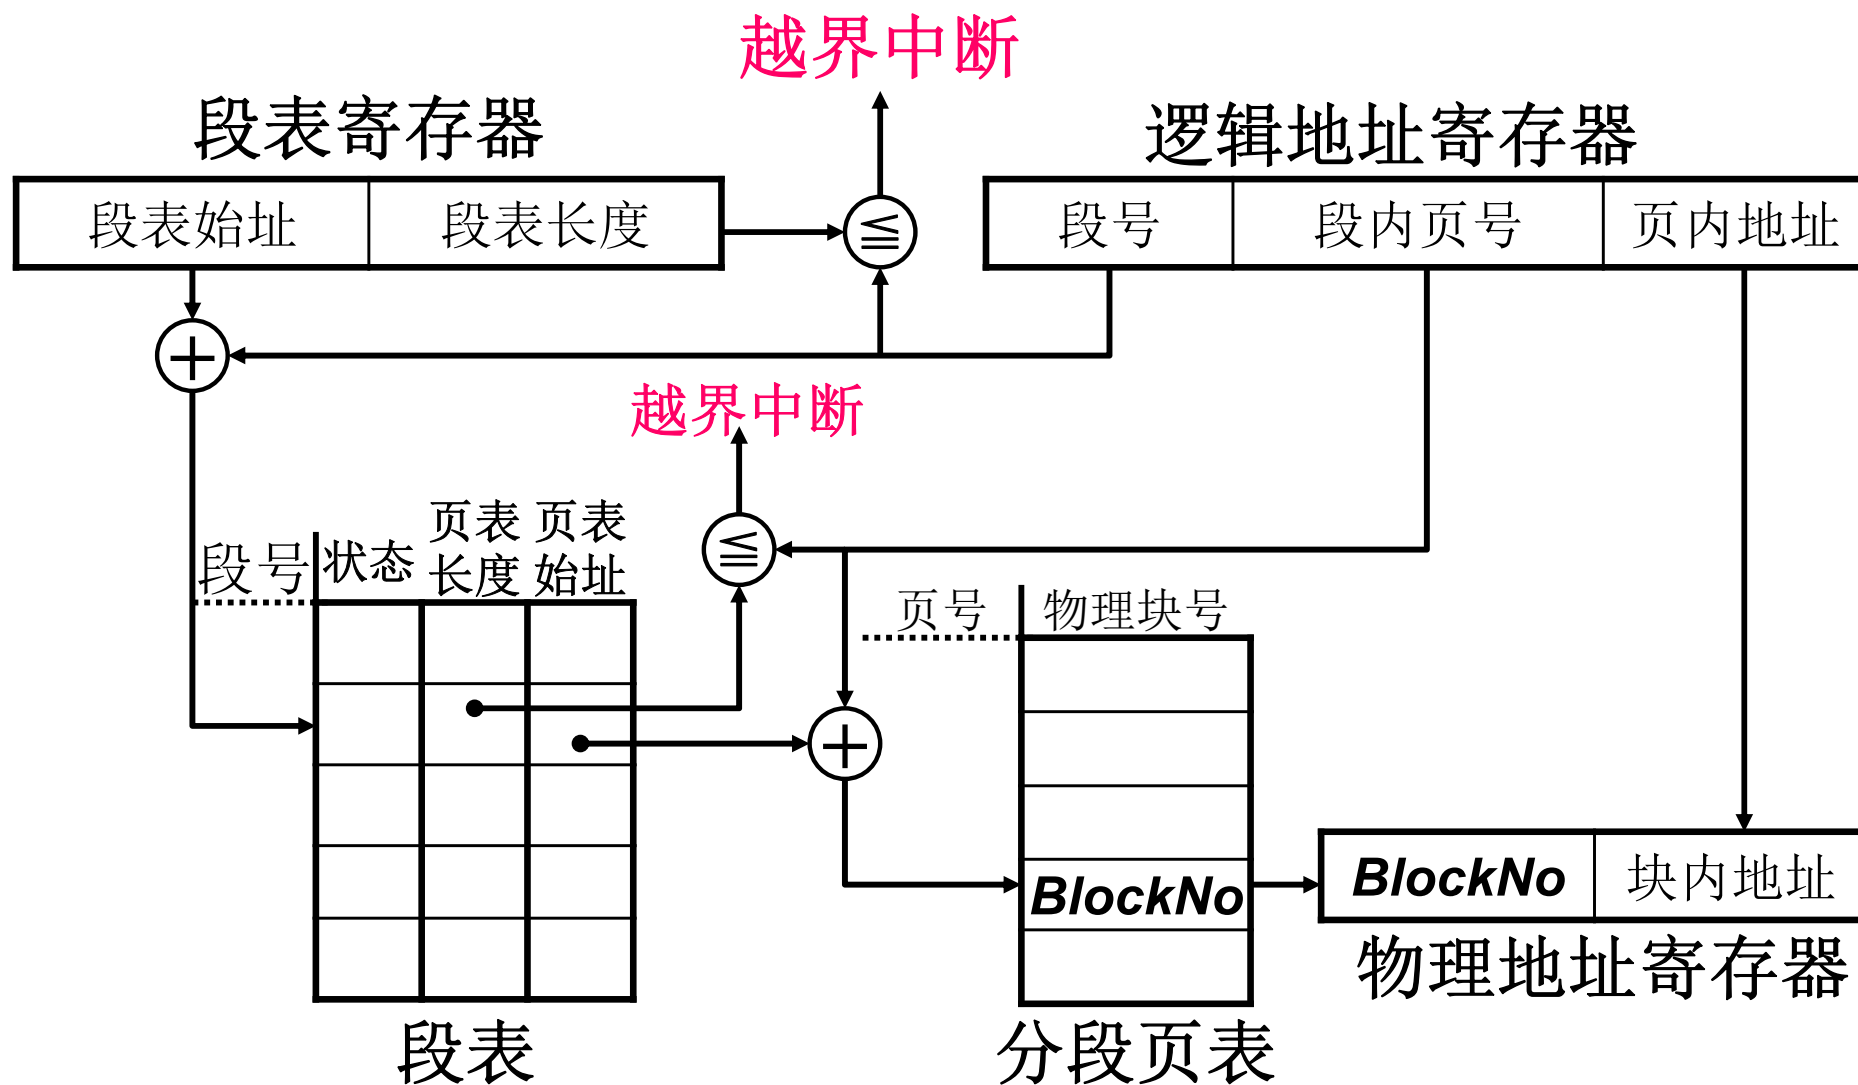 越界中断
段表寄存器
逻辑地址寄存器
段表始址 段表长度
≦
段号 段内页号 页内地址
+
越界中断
段号 状态 页表长度 页表始址
≦
页号 物理块号
+
BlockNo
BlockNo 块内地址
物理地址寄存器
段表
分段页表